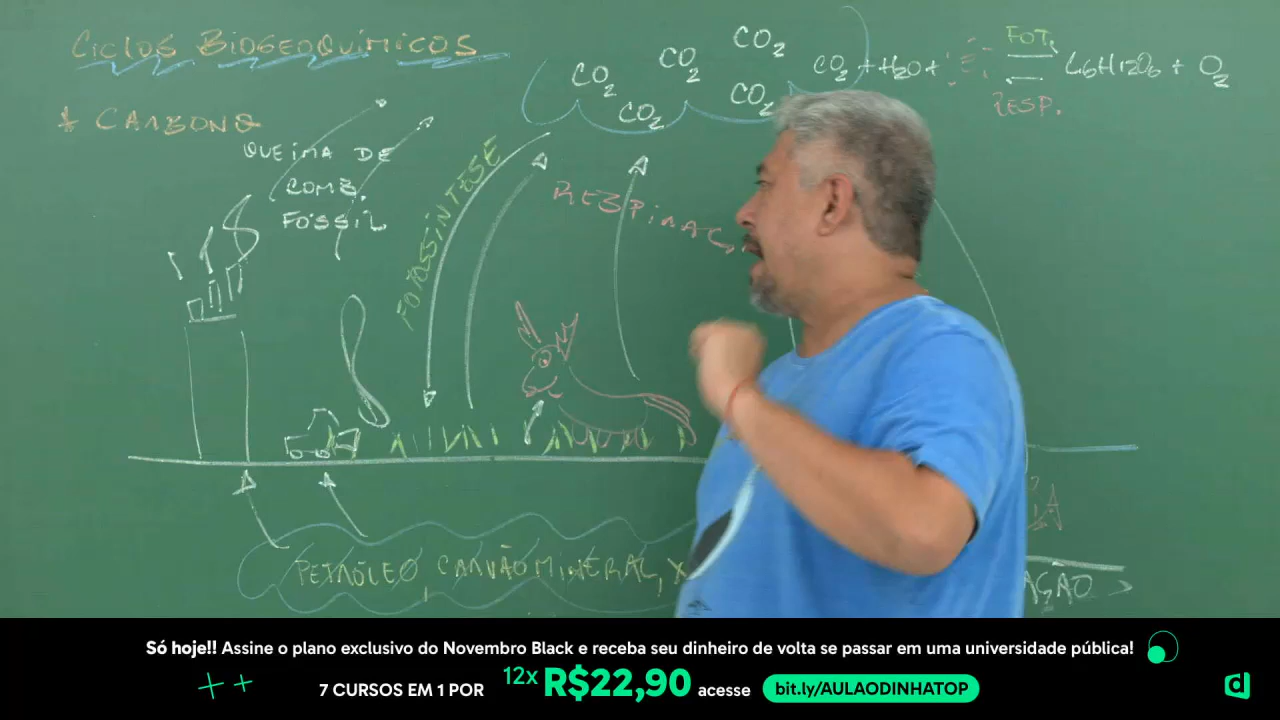 CICLOS BIOGEOQUÍMICOS
* CARBONO
QUEIMA DE
COMB.
FÓSSIL
FOTOSSÍNTESE
RESPIRAÇ
CO2 CO2 CO2
CO2 CO2
CO2 + H2O + E FOT. C6H12O6 + O2
RESP.
PETRÓLEO, CARVÃO MINERAL, X
AÇÃO
Só hoje!! Assine o plano exclusivo do Novembro Black e receba seu dinheiro de volta se passar em uma universidade pública!
7 CURSOS EM 1 POR 12x R$22,90 acesse bit.ly/AULAODINHATOP
d